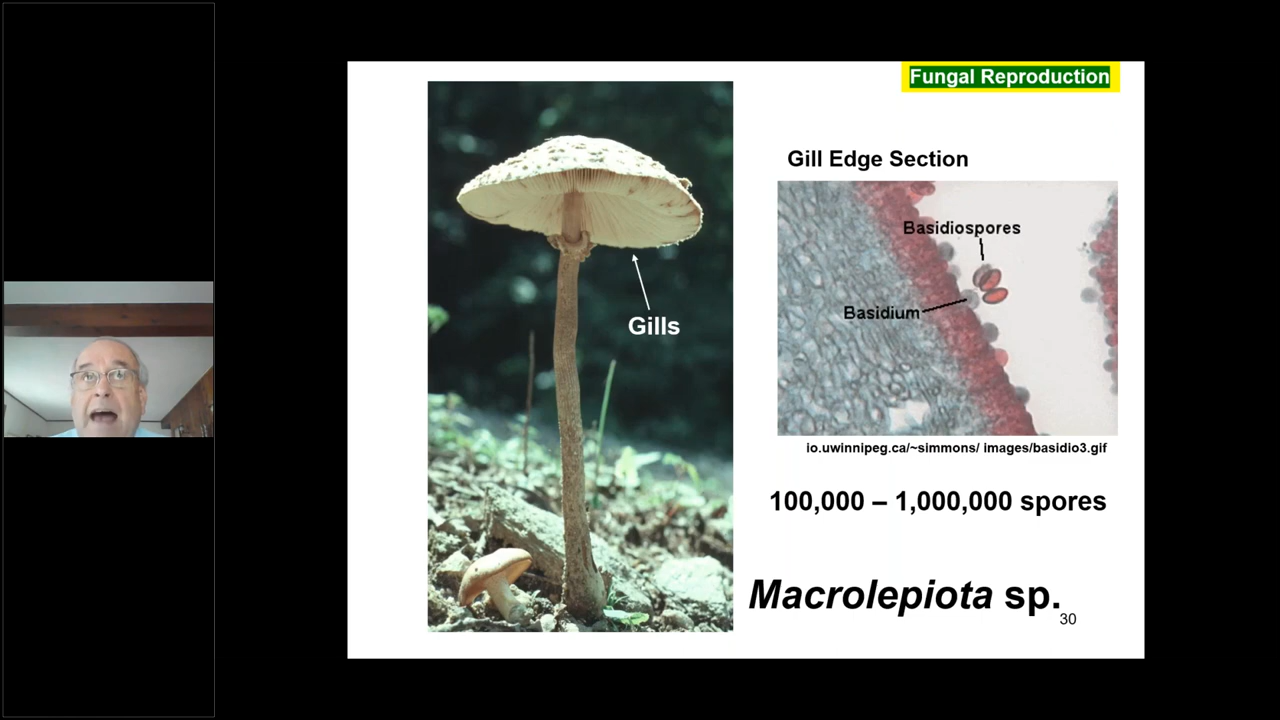 Fungal Reproduction
Gill Edge Section
Basidiospores
Basidium
Gills
io.uwinnipeg.ca/~simmons/ images/basidio3.gif
100,000 – 1,000,000 spores
Macrolepiota sp.
30